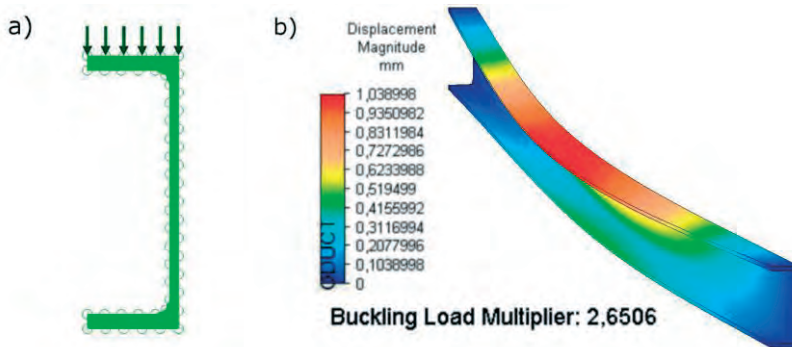 a)
b)
Displacement
Magnitude
mm
1,038998
0,9350982
0,8311984
0,7272986
0,6233988
0,519499
0,4155992
0,3116994
0,2077996
0,1038998
0
Buckling Load Multiplier: 2,6506